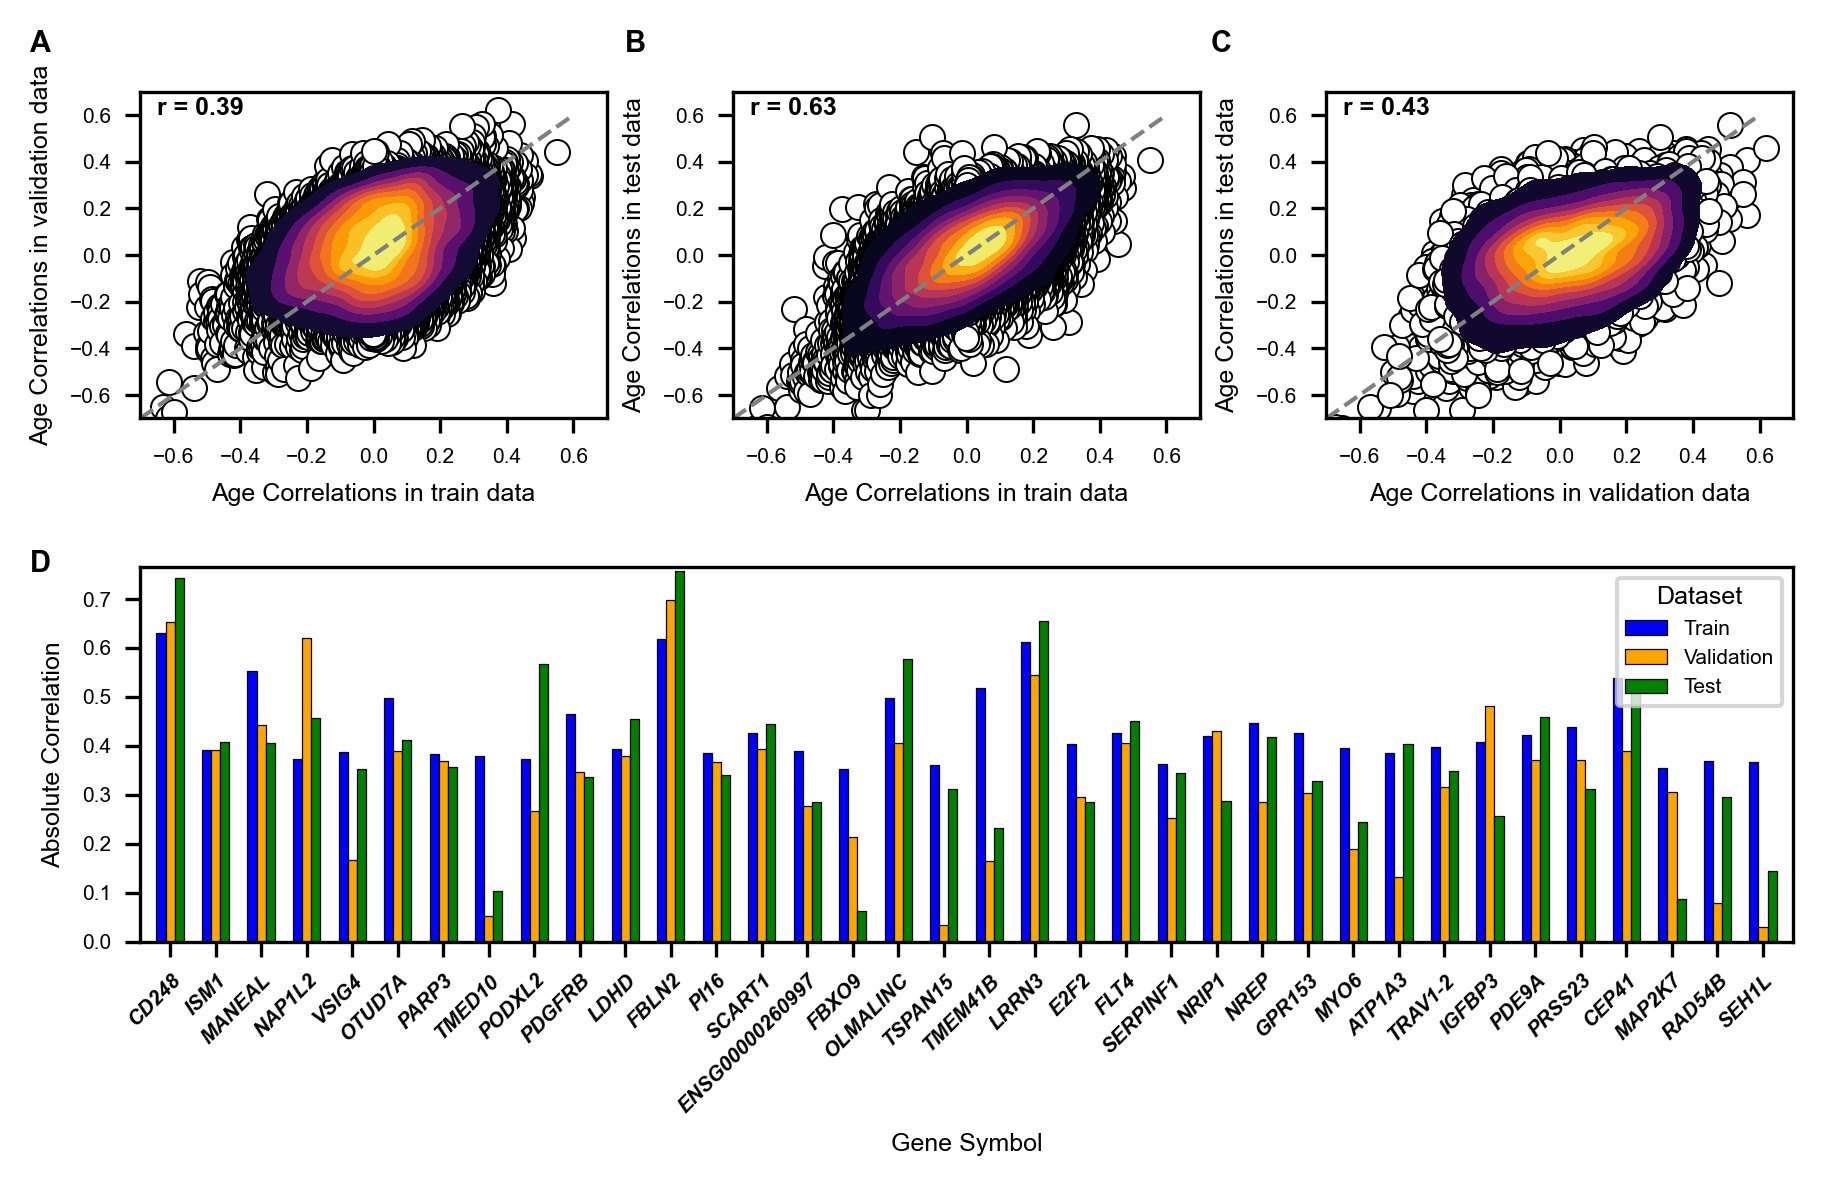 A
B
C
r = 0.39
r = 0.63
r = 0.43
Age Correlations in validation data
0.6
0.4
0.2
0.0
−0.2
−0.4
−0.6
−0.6
−0.4
−0.2
0.0
0.2
0.4
0.6
Age Correlations in train data
Age Correlations in test data
0.6
0.4
0.2
0.0
−0.2
−0.4
−0.6
−0.6
−0.4
−0.2
0.0
0.2
0.4
0.6
Age Correlations in train data
Age Correlations in test data
0.6
0.4
0.2
0.0
−0.2
−0.4
−0.6
−0.6
−0.4
−0.2
0.0
0.2
0.4
0.6
Age Correlations in validation data
D
Absolute Correlation
0.7
0.6
0.5
0.4
0.3
0.2
0.1
0.0
Dataset
Train
Validation
Test
CD248
ISM1
MANEAL
NAP1L2
VSIG4
OTUD7A
PARP3
TMED10
PODXL2
PDGFRB
LDHD
FBLN2
PI16
SCART1
ENSG00000260997
FBXO9
OLMALINC
TSPAN15
TMEM41B
LRRN3
E2F2
FLT4
SERPINF1
NRIP1
NREP
GPR153
MYO6
ATP1A3
TRAV1-2
IGFBP3
PDE9A
PRSS23
CEP41
MAP2K7
RAD54B
SEH1L
Gene Symbol